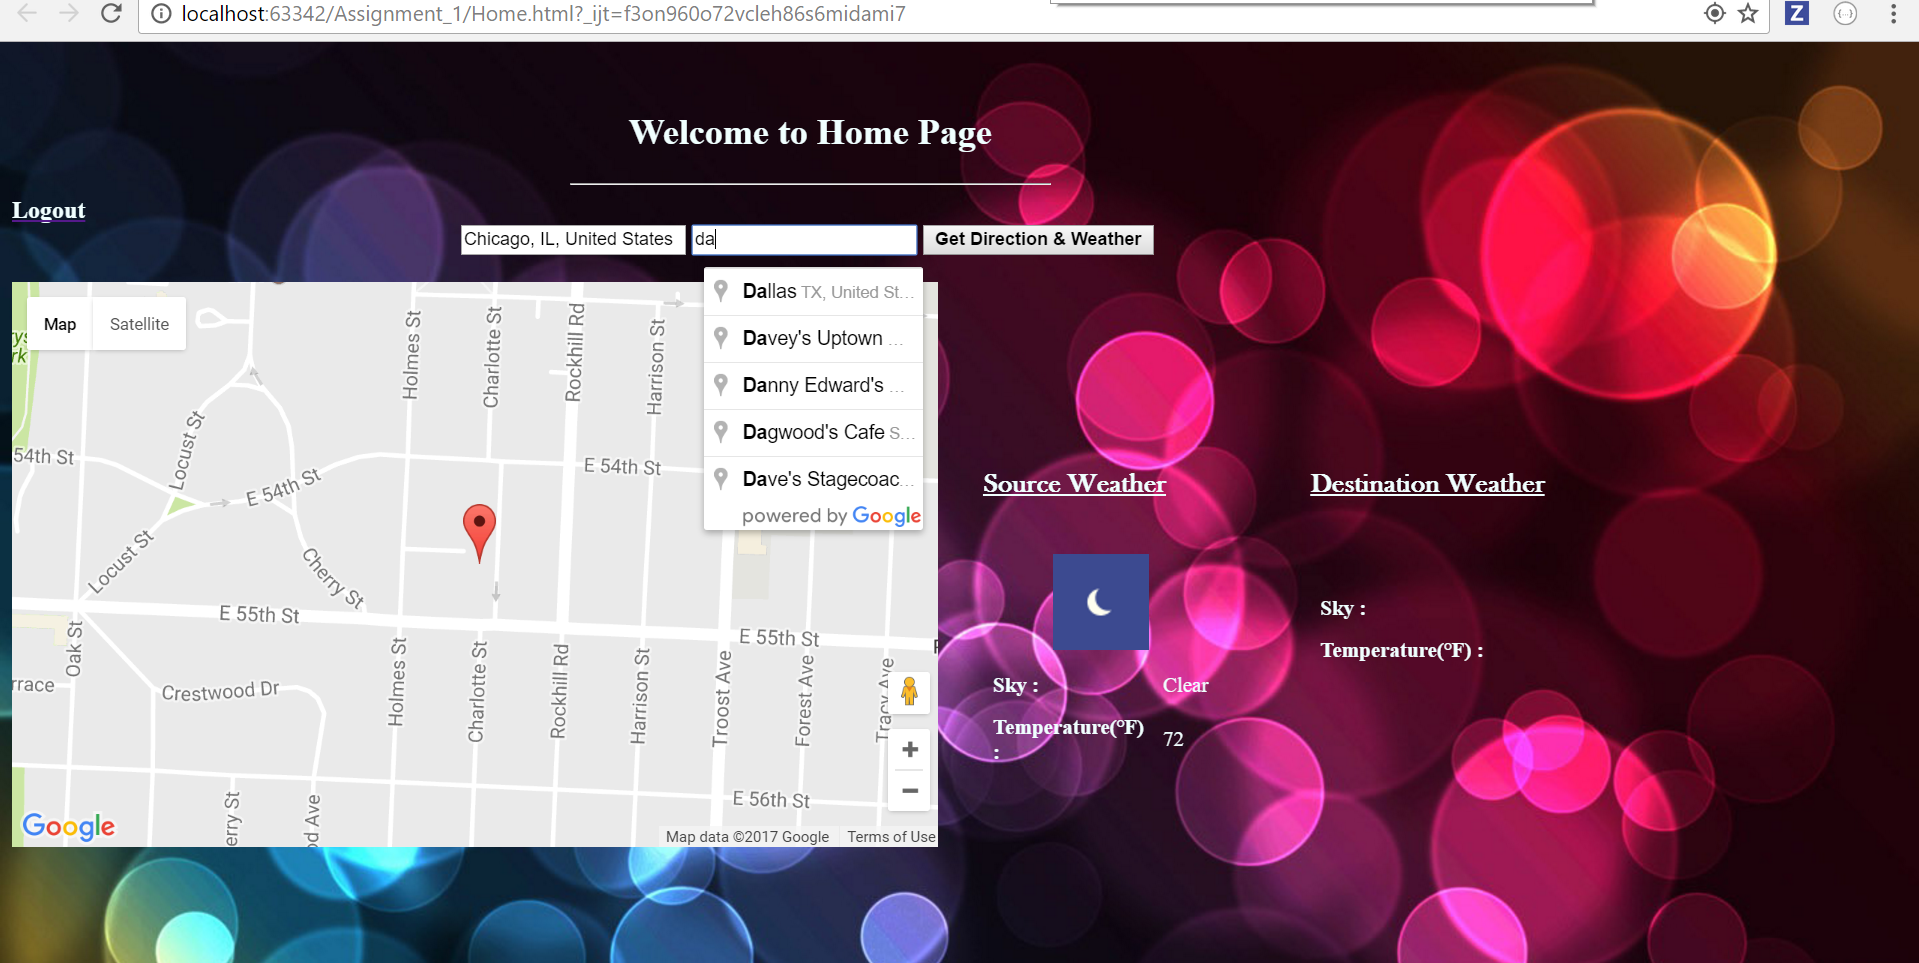 localhost:63342/Assignment_1/Home.html?_ijt=f3on960o72vcleh86s6midami7
Z
Welcome to Home Page
Logout
Chicago, IL, United States
da
Get Direction & Weather
Dallas TX, United St...
Davey's Uptown ...
Danny Edward's ...
Dagwood's Cafe S...
Dave's Stagecoac...
powered by Google
Map
Satellite
Holmes St
Charlotte St
Rockhill Rd
Harrison St
Locust St
54th St
E 54th St
E 54th St
Locust St
Cherry St
E 55th St
E 55th St
Oak St
Crestwood Dr
Holmes St
Charlotte St
Rockhill Rd
Harrison St
Troost Ave
Forest Ave
Tracy Ave
rrace
E 56th St
erry St
od Ave
Google
Map data ©2017 Google
Terms of Use
Source Weather
Destination Weather
Sky :
Clear
Temperature(°F) :
72
Sky :
Temperature(°F) :